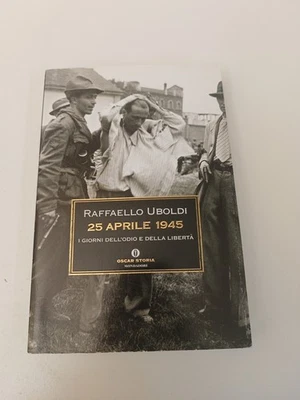 RAFFAELLO UBOLDI
25 APRILE 1945
I GIORNI DELL'ODIO E DELLA LIBERTÀ
OSCAR STORIA
MONDADORI